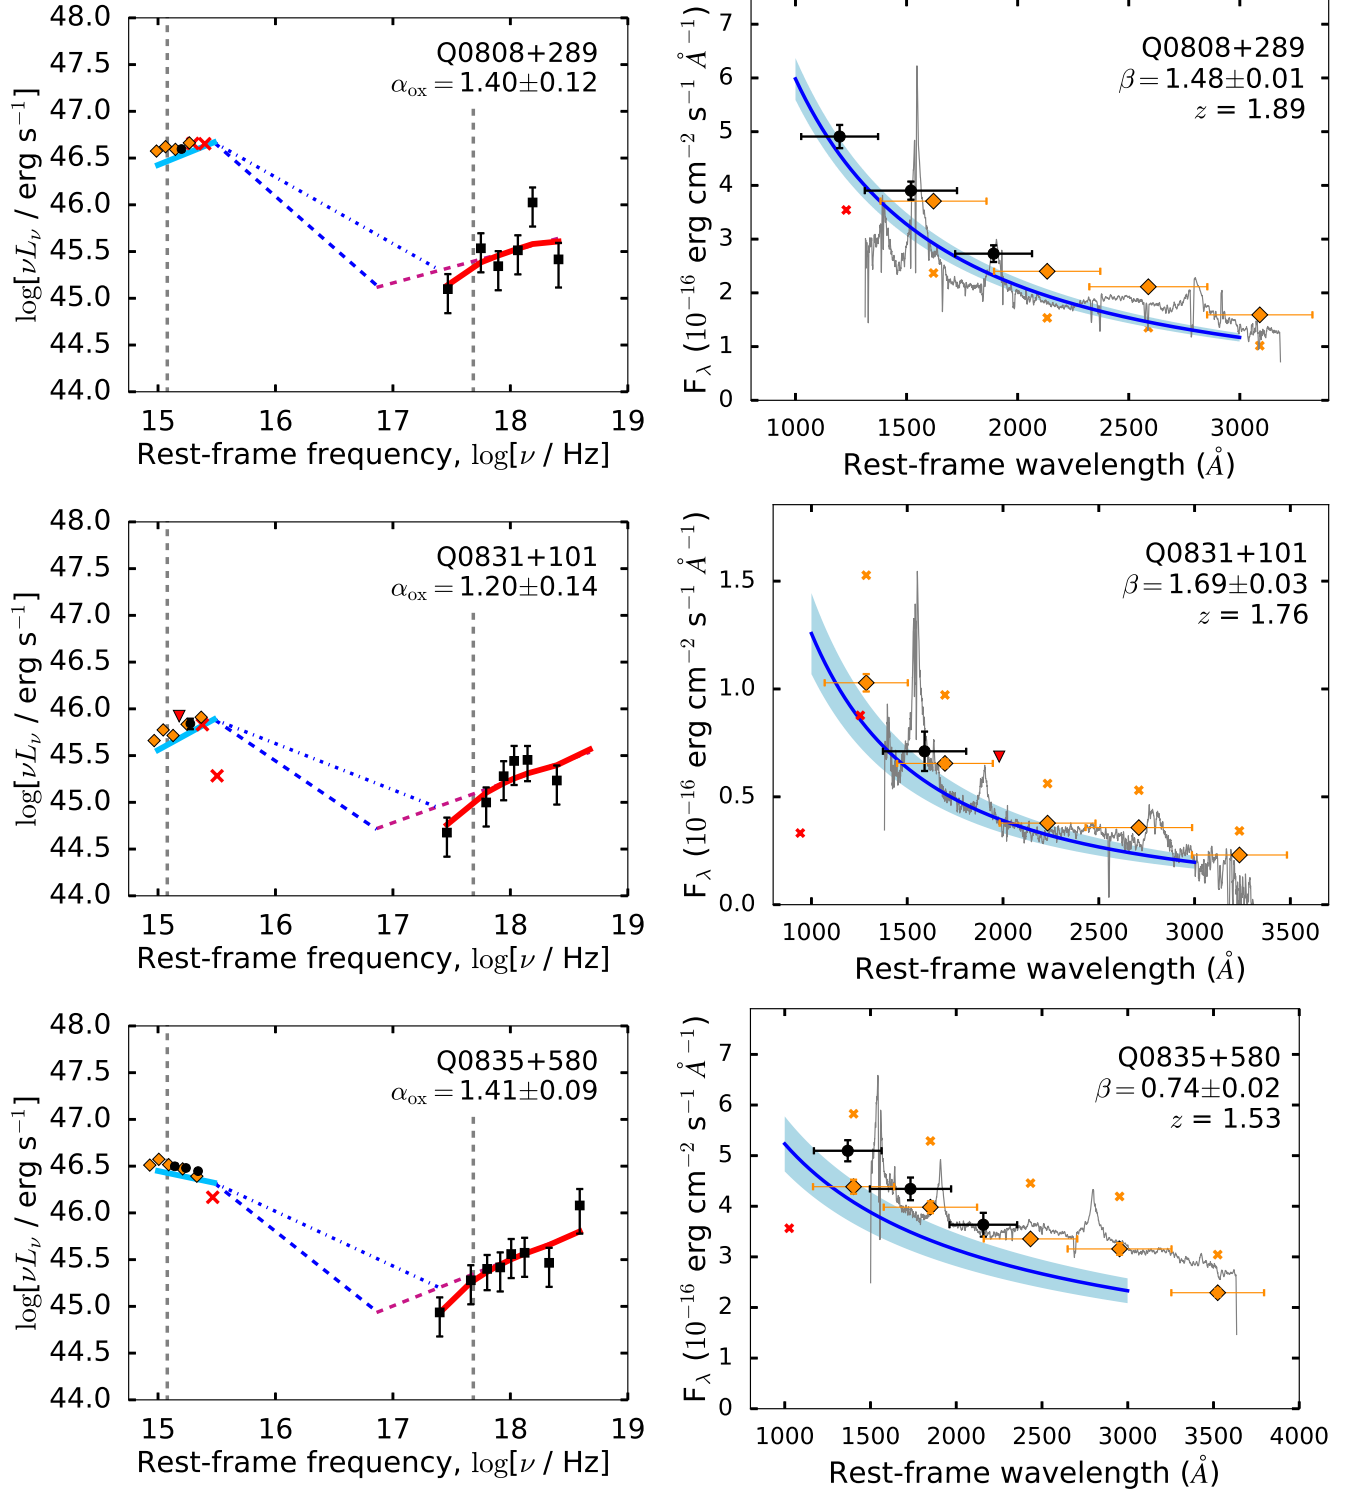 48.0
47.5
47.0
46.5
46.0
45.5
45.0
44.5
44.0
log[νLν / erg s−1]
Q0808+289
αox = 1.40±0.12
15 16 17 18 19
Rest-frame frequency, log[ν / Hz]
7
6
5
4
3
2
1
0
Fλ (10−16 erg cm−2 s−1 Å−1)
Q0808+289
β = 1.48±0.01
z = 1.89
1000 1500 2000 2500 3000
Rest-frame wavelength (Å)
48.0
47.5
47.0
46.5
46.0
45.5
45.0
44.5
44.0
log[νLν / erg s−1]
Q0831+101
αox = 1.20±0.14
15 16 17 18 19
Rest-frame frequency, log[ν / Hz]
1.5
1.0
0.5
0.0
Fλ (10−16 erg cm−2 s−1 Å−1)
Q0831+101
β = 1.69±0.03
z = 1.76
1000 1500 2000 2500 3000 3500
Rest-frame wavelength (Å)
48.0
47.5
47.0
46.5
46.0
45.5
45.0
44.5
44.0
log[νLν / erg s−1]
Q0835+580
αox = 1.41±0.09
15 16 17 18 19
Rest-frame frequency, log[ν / Hz]
7
6
5
4
3
2
1
0
Fλ (10−16 erg cm−2 s−1 Å−1)
Q0835+580
β = 0.74±0.02
z = 1.53
1000 1500 2000 2500 3000 3500 4000
Rest-frame wavelength (Å)